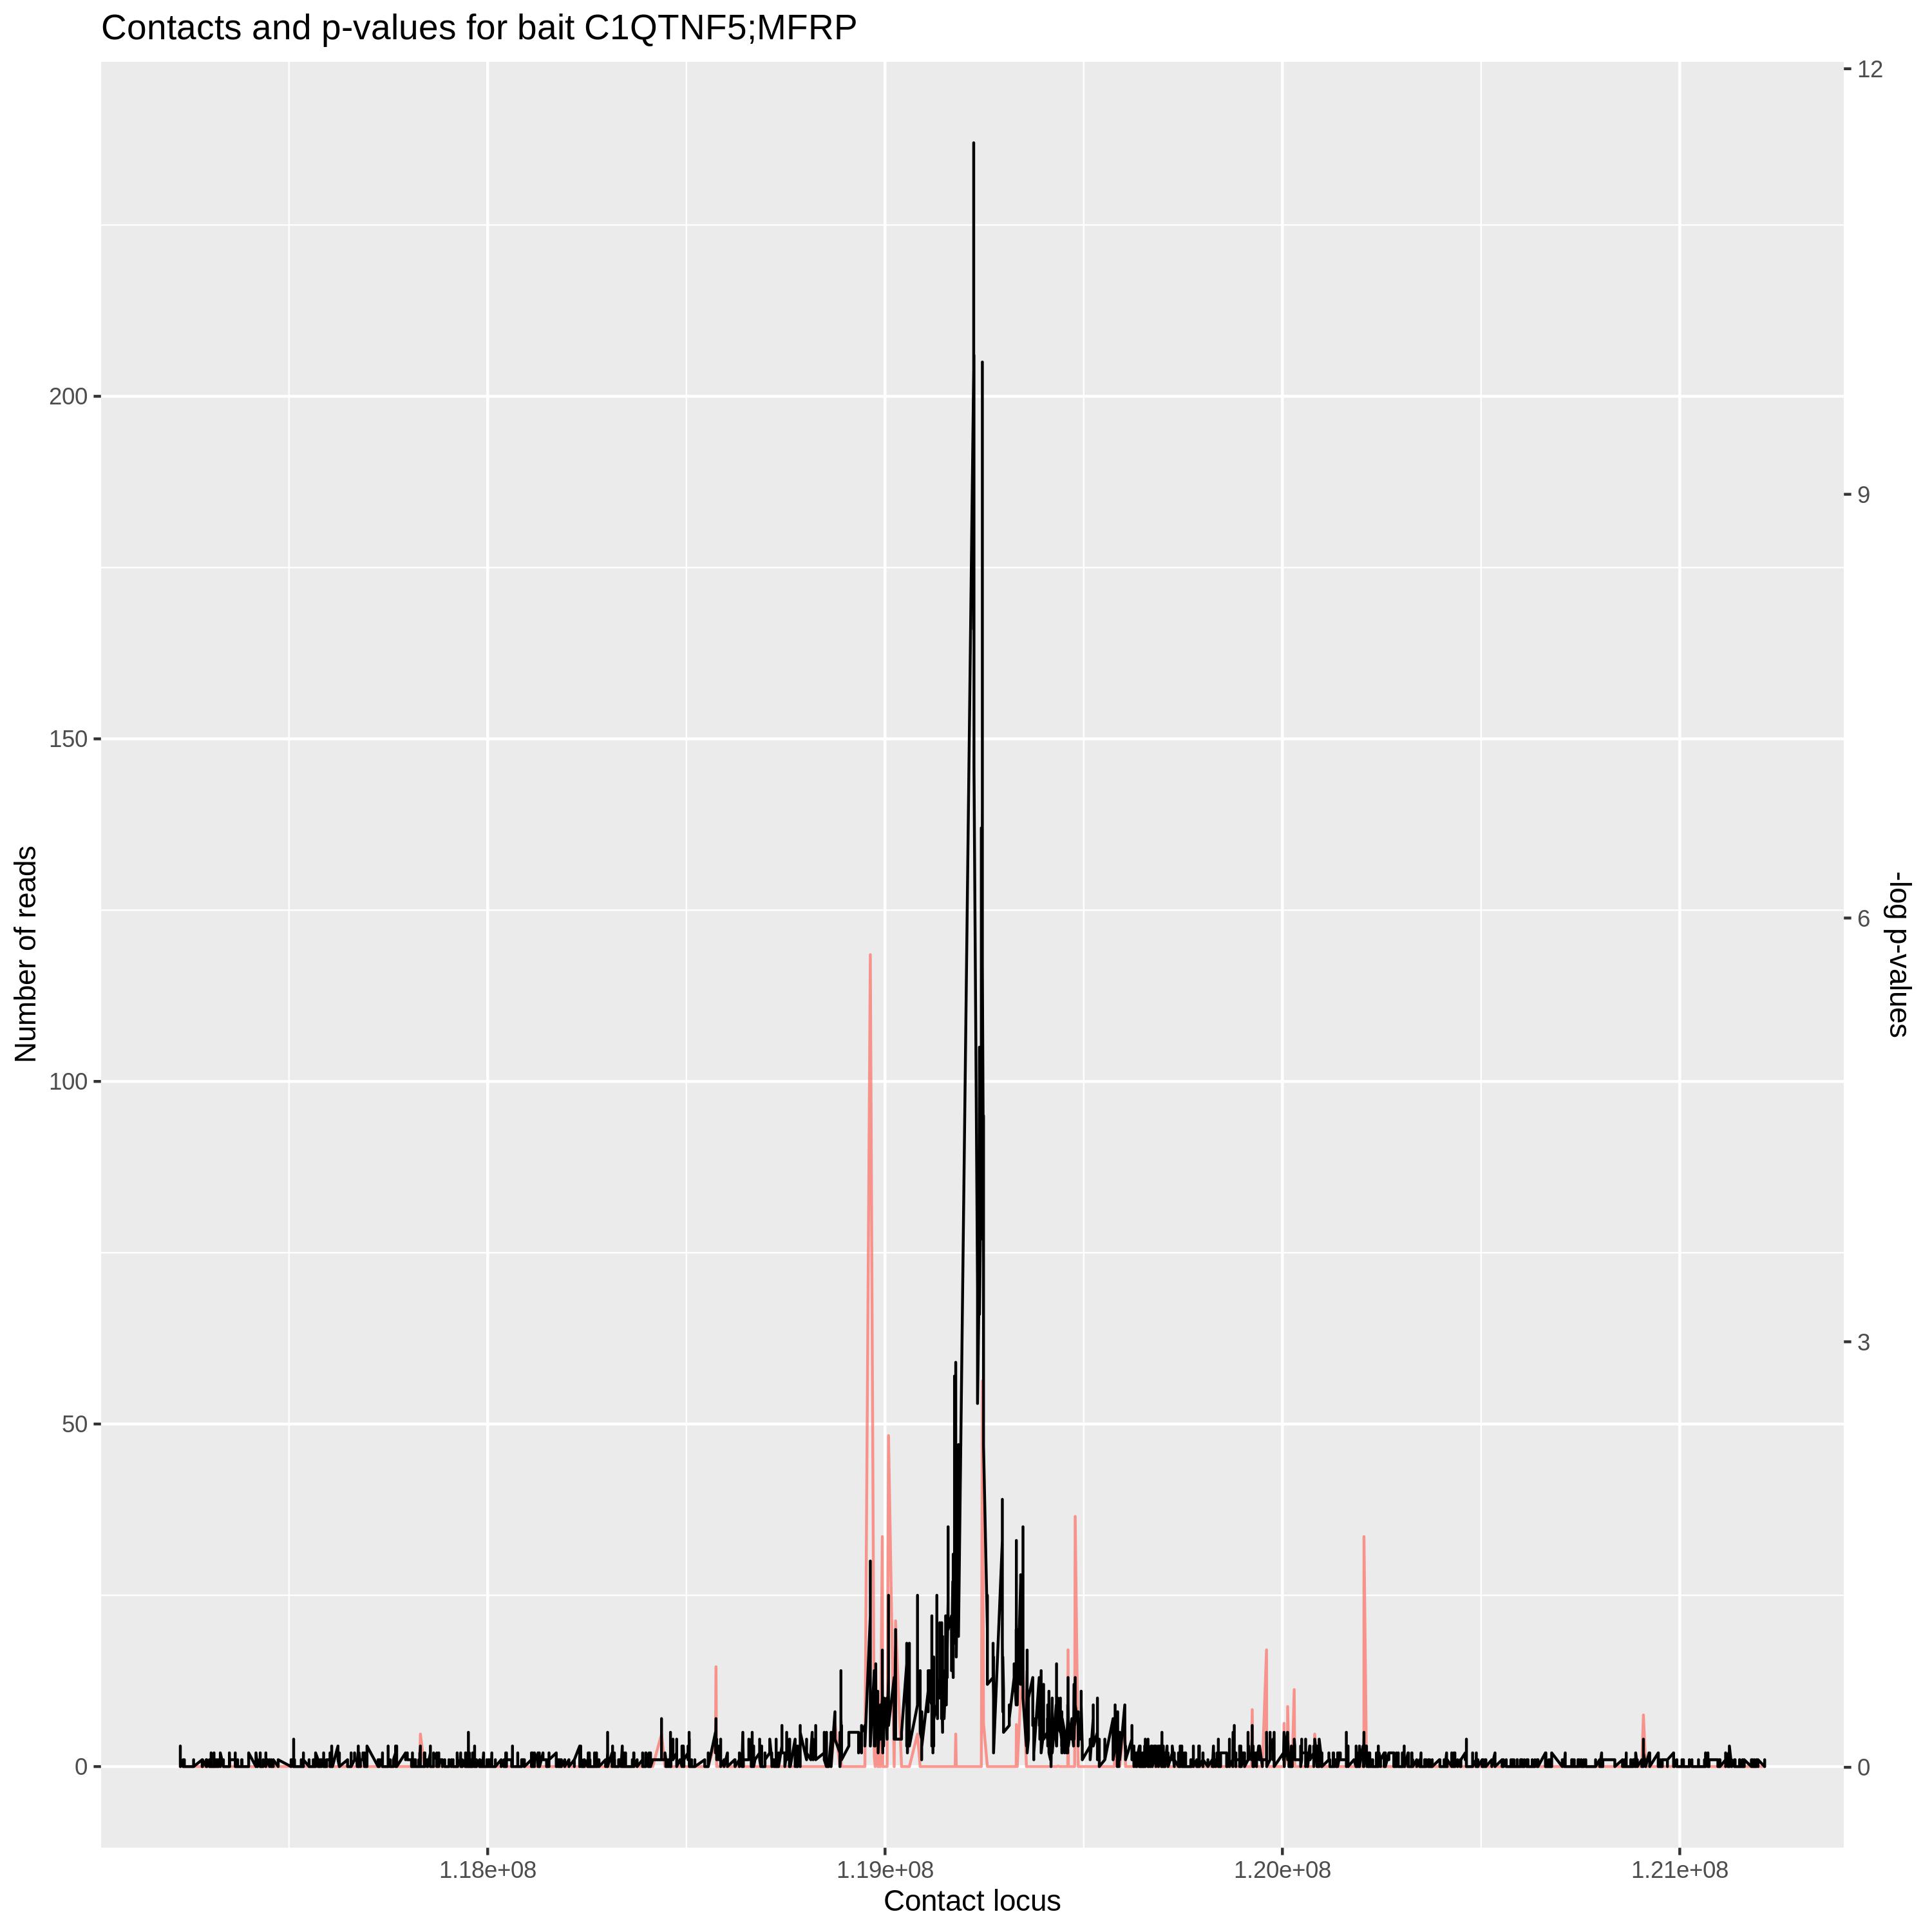 Contacts and p-values for bait C1QTNF5;MFRP
12
9
6
3
0
-log p-values
200
150
100
50
0
Number of reads
1.18e+08 1.19e+08 1.20e+08 1.21e+08
Contact locus